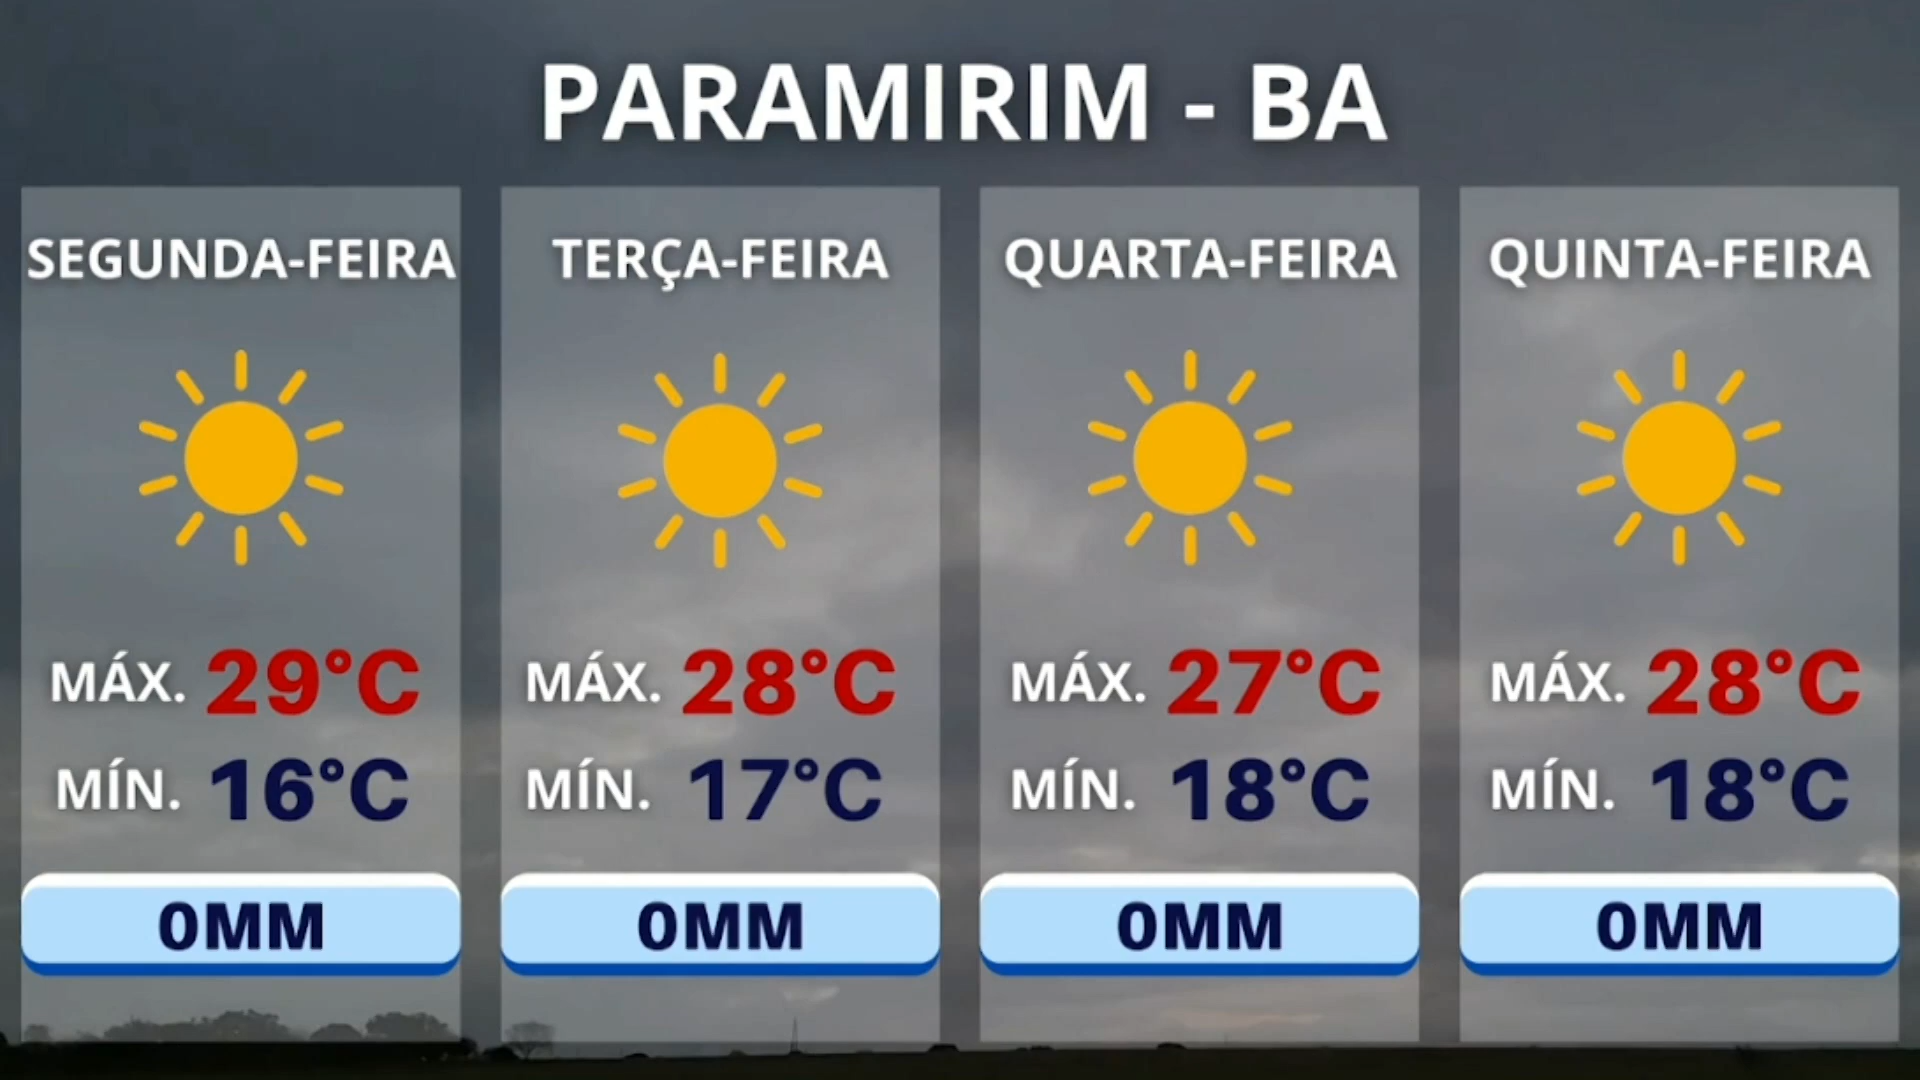 PARAMIRIM - BA
SEGUNDA-FEIRA
MÁX. 29°C
MÍN. 16°C
0MM
TERÇA-FEIRA
MÁX. 28°C
MÍN. 17°C
0MM
QUARTA-FEIRA
MÁX. 27°C
MÍN. 18°C
0MM
QUINTA-FEIRA
MÁX. 28°C
MÍN. 18°C
0MM